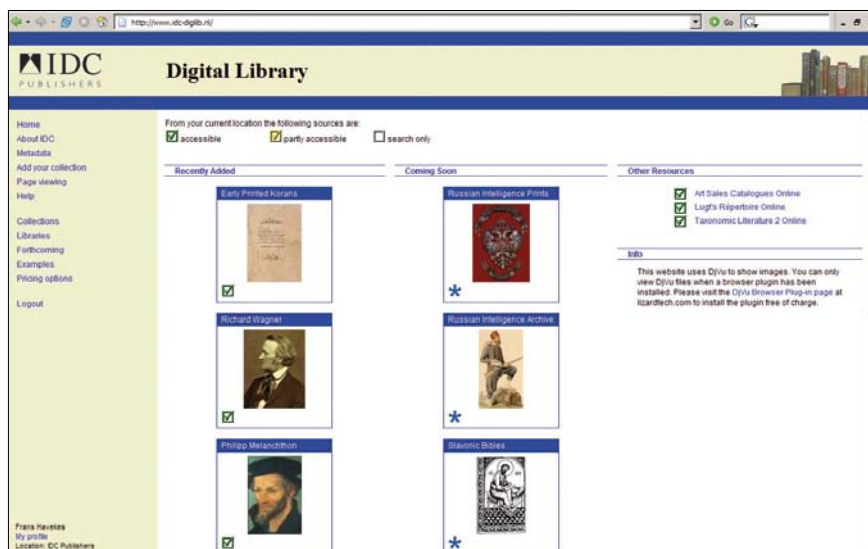 http://www.idc-diglib.nl/
Go
IDC
PUBLISHERS
Digital Library
Home
About IDC
Metadata
Add your collection
Page viewing
Help
Collections
Libraries
Forthcoming
Examples
Pricing options
Logout
Frans Havekes
My profile
Location: IDC Publishers
From your current location the following sources are:
accessible
partly accessible
search only
Recently Added
Early Printed Korans
Richard Wagner
Philipp Melanchthon
Coming Soon
Russian Intelligence Prints
Russian Intelligence Archive
Slavonic Bibles
Other Resources
Art Sales Catalogues Online
Lugt's Répertoire Online
Taxonomic Literature 2 Online
Info
This website uses DjVu to show images. You can only
view DjVu files when a browser plugin has been
installed. Please visit the DjVu Browser Plug-in page at
lizardtech.com to install the plugin free of charge.